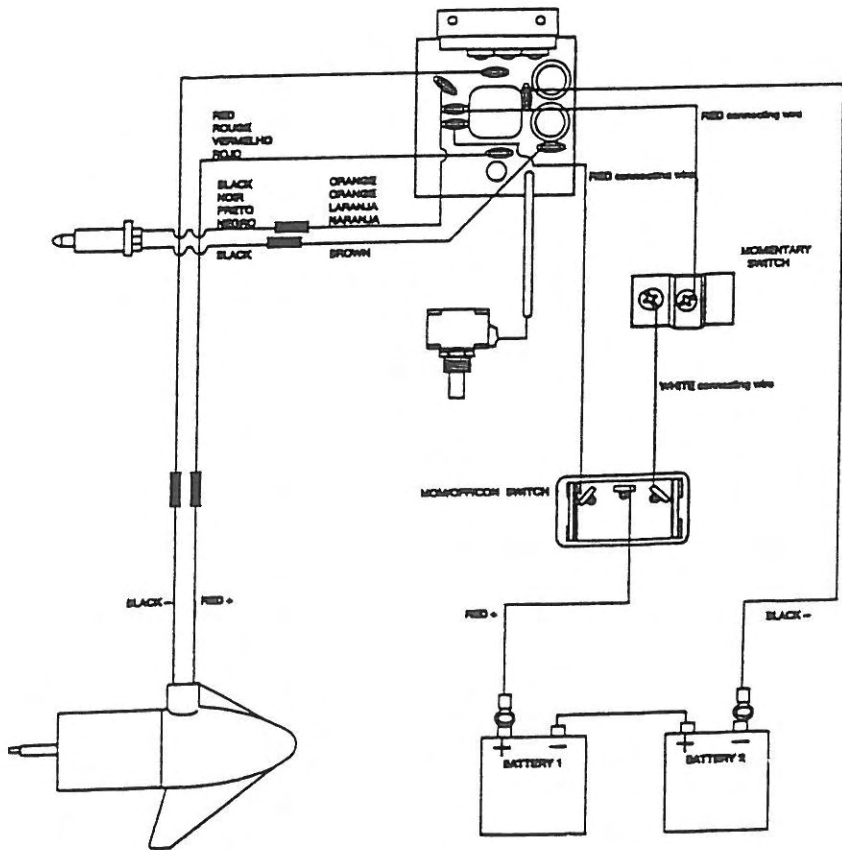 RED
ROUGE
VERMELHO
ROJO
BLACK
NOIR
PRETO
NEGRO
ORANGE
ORANGE
LARANJA
NARANJA
BLACK
BROWN
RED connecting wire
RED connecting wire
MOMENTARY
SWITCH
WHITE connecting wire
MOM/OFF/CON SWITCH
BLACK –
RED +
RED +
BLACK –
+ –
BATTERY 1
+ –
BATTERY 2